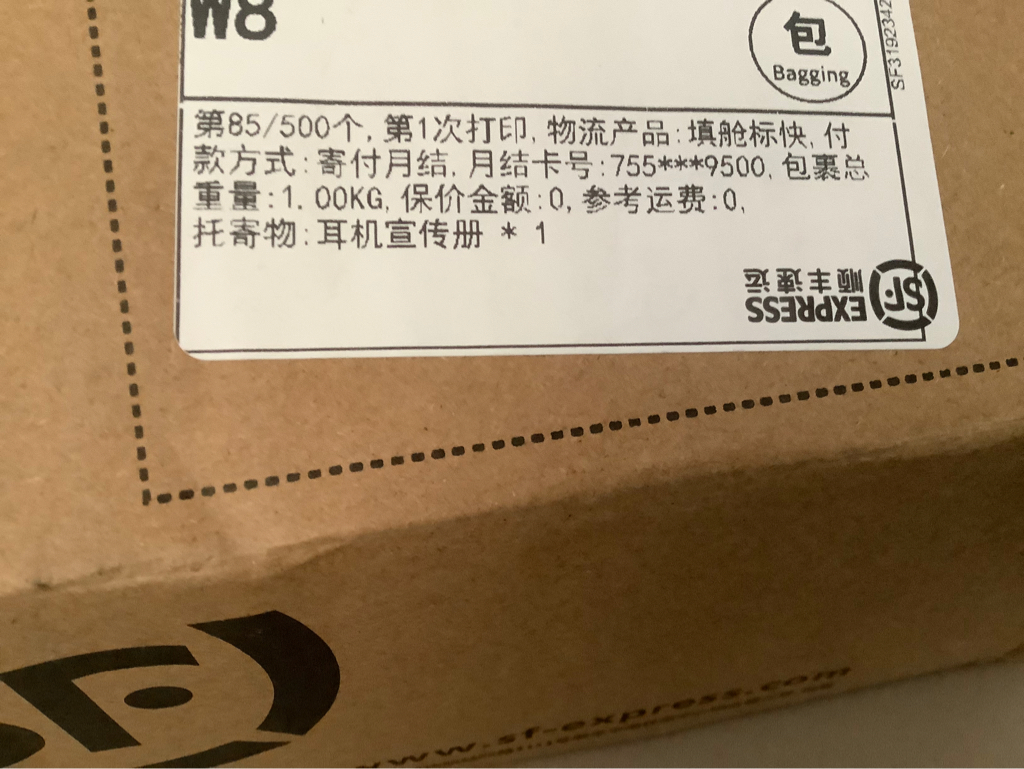 W8
包
Bagging
SF3192342
第85/500个, 第1次打印, 物流产品: 填舱标快, 付
款方式: 寄付月结, 月结卡号: 755***9500, 包裹总
重量: 1. 00KG, 保价金额: 0, 参考运费: 0,
托寄物: 耳机宣传册 * 1
SF
EXPRESS
顺丰速运
SF
www.sf-express.com